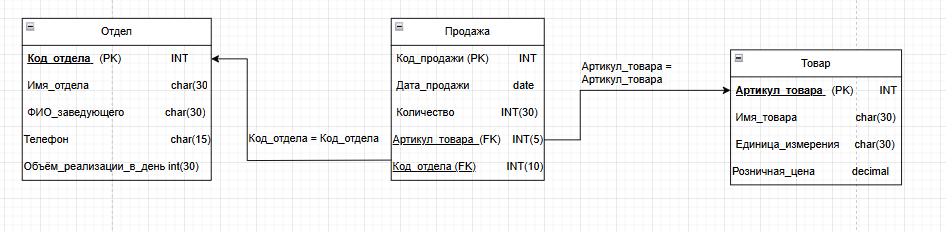 Отдел
Код_отдела (PK) INT
Имя_отдела char(30
ФИО_заведующего char(30)
Телефон char(15)
Объём_реализации_в_день int(30)
Код_отдела = Код_отдела
Продажа
Код_продажи (PK) INT
Дата_продажи date
Количество INT(30)
Артикул_товара (FK) INT(5)
Код_отдела (FK) INT(10)
Артикул_товара =
Артикул_товара
Товар
Артикул_товара (PK) INT
Имя_товара char(30)
Единица_измерения char(30)
Розничная_цена decimal